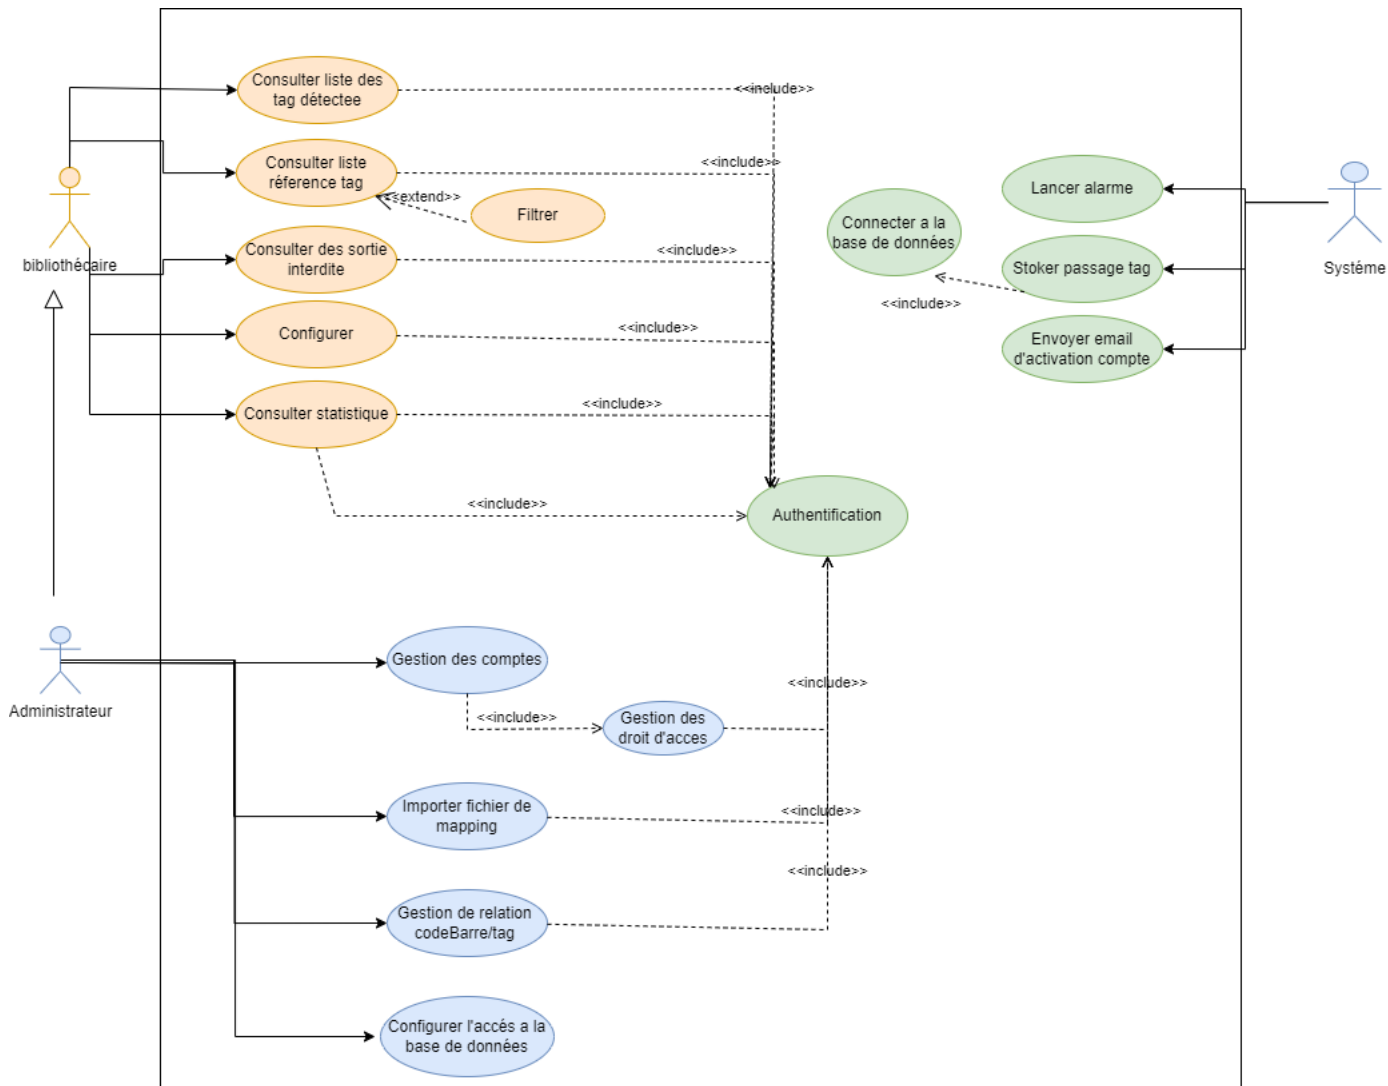 Consulter liste des
tag détectee
<<include>>
Consulter liste
réference tag
<<include>>
<<extend>>
Filtrer
Connecter a la
base de données
Lancer alarme
bibliothécaire
Consulter des sortie
interdite
<<include>>
Stoker passage tag
Systéme
<<include>>
Configurer
<<include>>
Envoyer email
d'activation compte
Consulter statistique
<<include>>
<<include>>
Authentification
Administrateur
Gestion des comptes
<<include>>
<<include>>
Gestion des
droit d'acces
Importer fichier de
mapping
<<include>>
<<include>>
Gestion de relation
codeBarre/tag
Configurer l'accés a la
base de données